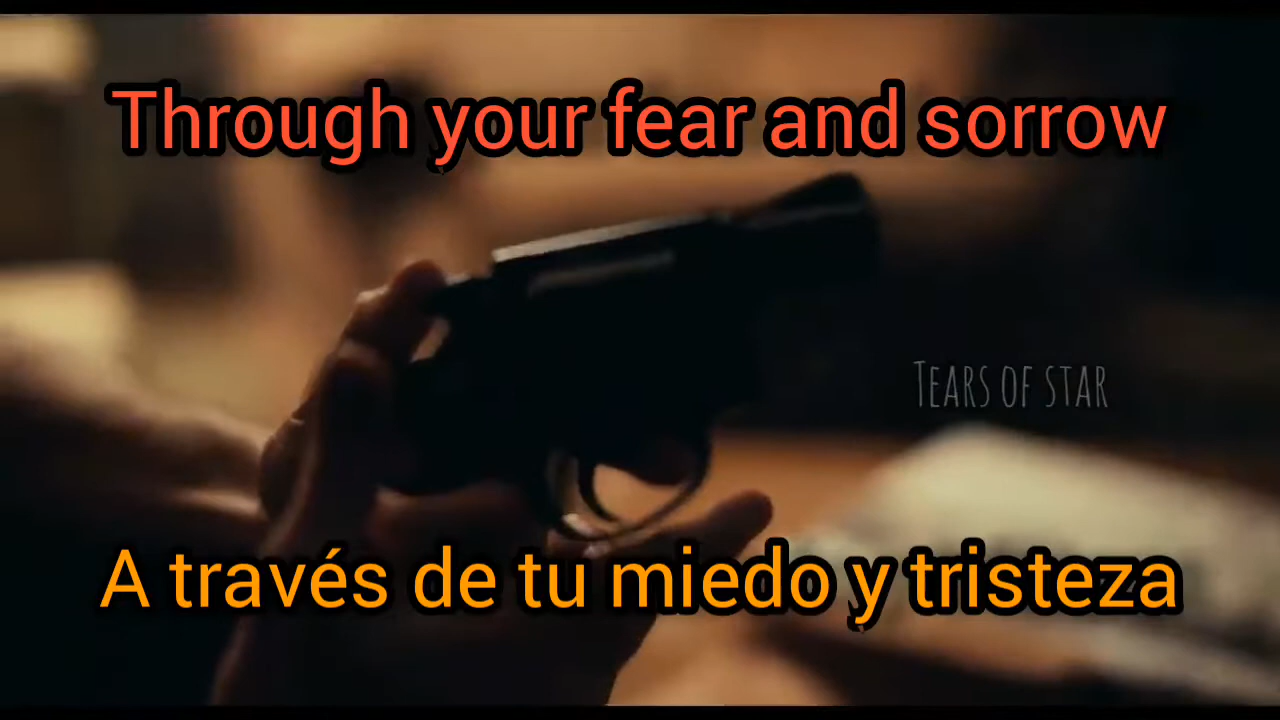 Through your fear and sorrow
TEARS OF STAR
A través de tu miedo y tristeza